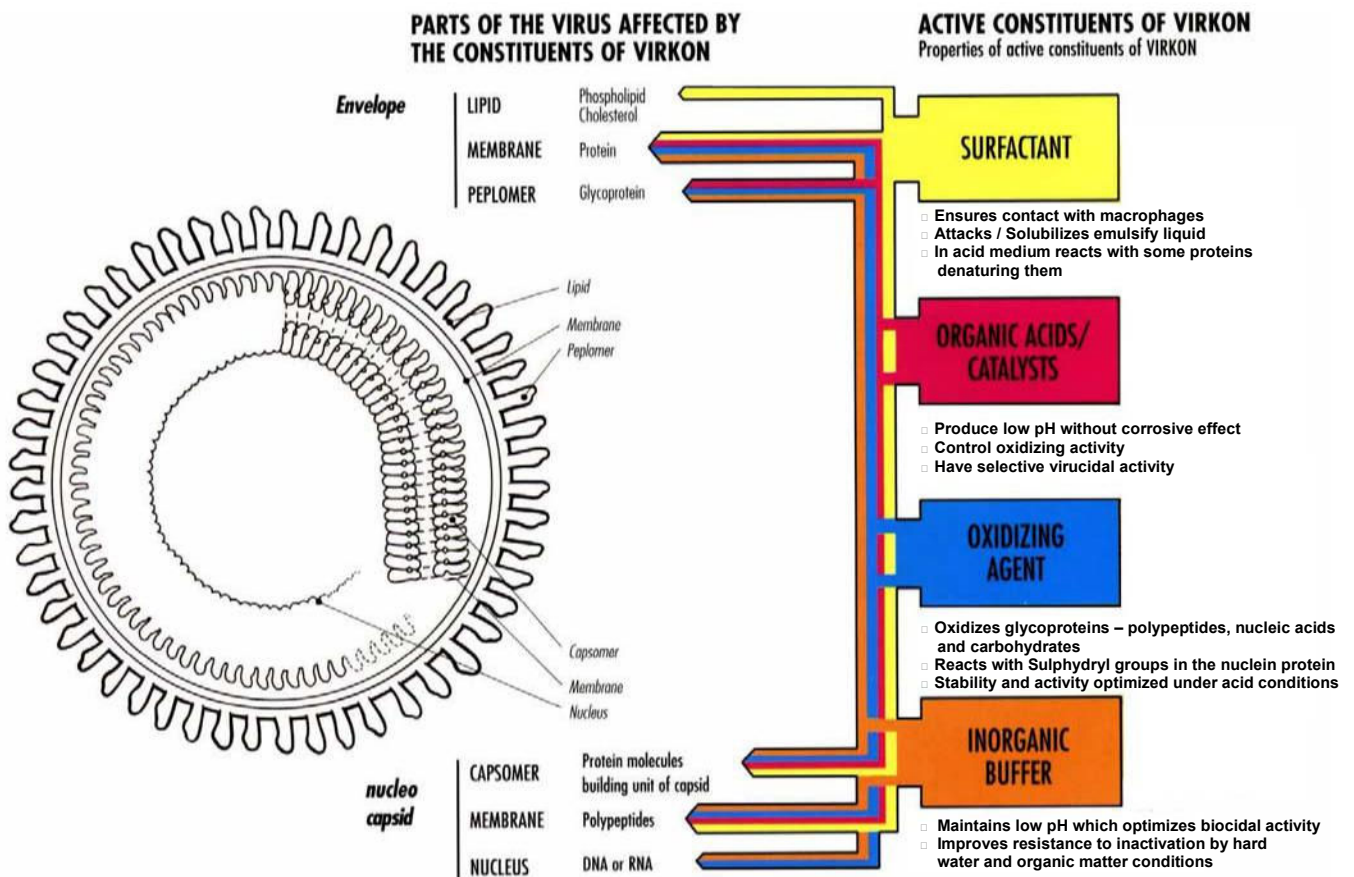 PARTS OF THE VIRUS AFFECTED BY
THE CONSTITUENTS OF VIRKON
Envelope
LIPID
Phospholipid
Cholesterol
MEMBRANE
Protein
PEPLOMER
Glycoprotein
Lipid
Membrane
Peplomer
Capsomer
Membrane
Nucleus
nucleo
capsid
CAPSOMER
Protein molecules
building unit of capsid
MEMBRANE
Polypeptides
NUCLEUS
DNA or RNA
ACTIVE CONSTITUENTS OF VIRKON
Properties of active constituents of VIRKON
SURFACTANT
Ensures contact with macrophages
Attacks / Solubilizes emulsify liquid
In acid medium reacts with some proteins
denaturing them
ORGANIC ACIDS/
CATALYSTS
Produce low pH without corrosive effect
Control oxidizing activity
Have selective virucidal activity
OXIDIZING
AGENT
Oxidizes glycoproteins – polypeptides, nucleic acids
and carbohydrates
Reacts with Sulphydryl groups in the nuclein protein
Stability and activity optimized under acid conditions
INORGANIC
BUFFER
Maintains low pH which optimizes biocidal activity
Improves resistance to inactivation by hard
water and organic matter conditions